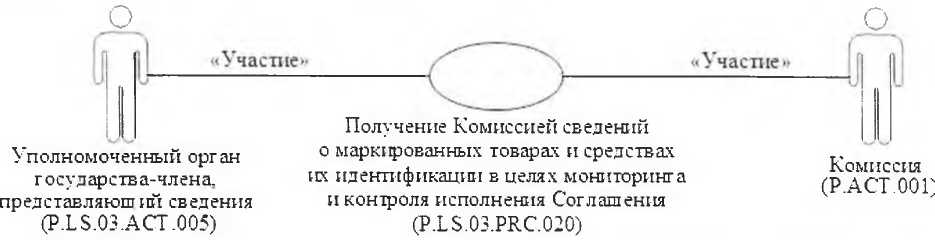 «Участие»
«Участие»
Уполномоченный орган
государства-члена,
представляющий сведения
(P.LS.03.ACT.005)
Получение Комиссией сведений
о маркированных товарах и средствах
их идентификации в целях мониторинга
и контроля исполнения Соглашения
(P.LS.03.PRC.020)
Комиссия
(P.ACT.001)